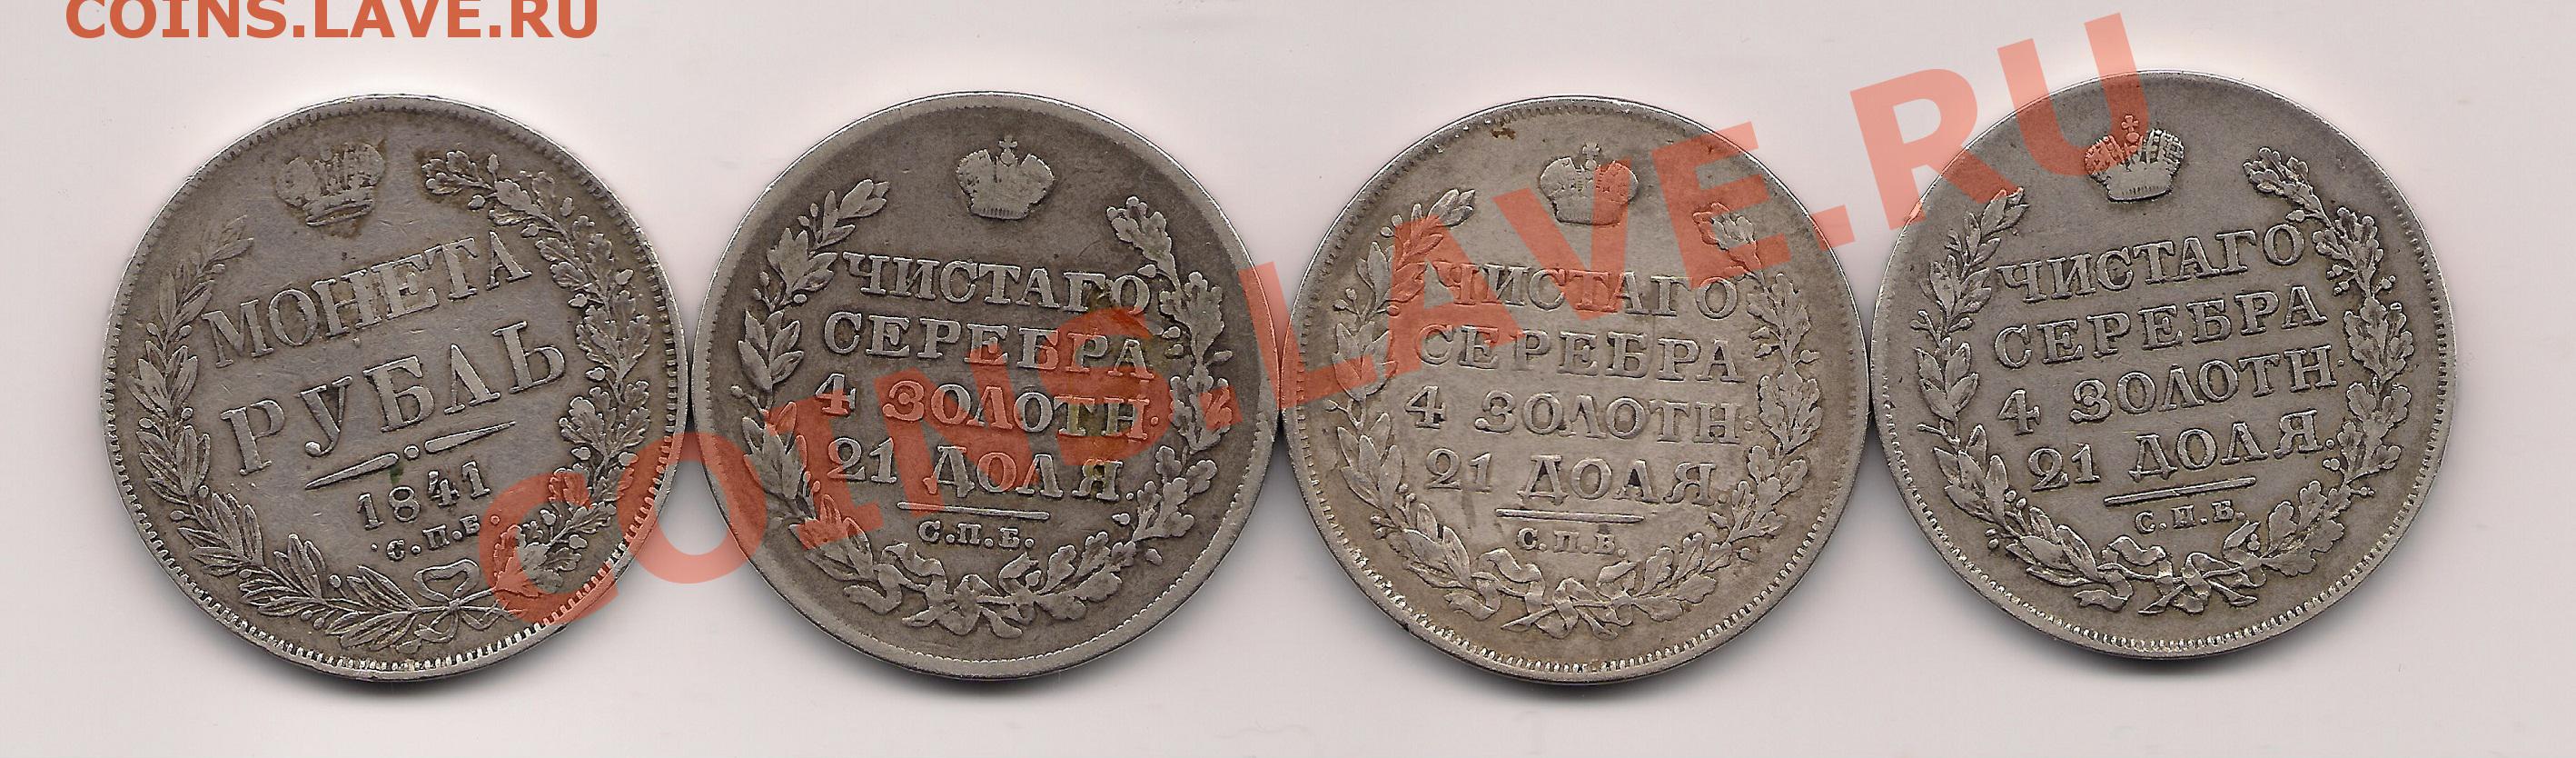 COINS.LAVE.RU
МОНЕТА
РУБЛЬ
1841
С.П.Б.
ЧИСТАГО
СЕРЕБРА
4 ЗОЛОТН.
21 ДОЛЯ.
С.П.Б.
ЧИСТАГО
СЕРЕБРА
4 ЗОЛОТН.
21 ДОЛЯ.
С.П.Б.
ЧИСТАГО
СЕРЕБРА
4 ЗОЛОТН.
21 ДОЛЯ.
С.П.Б.
COINS.LAVE.RU